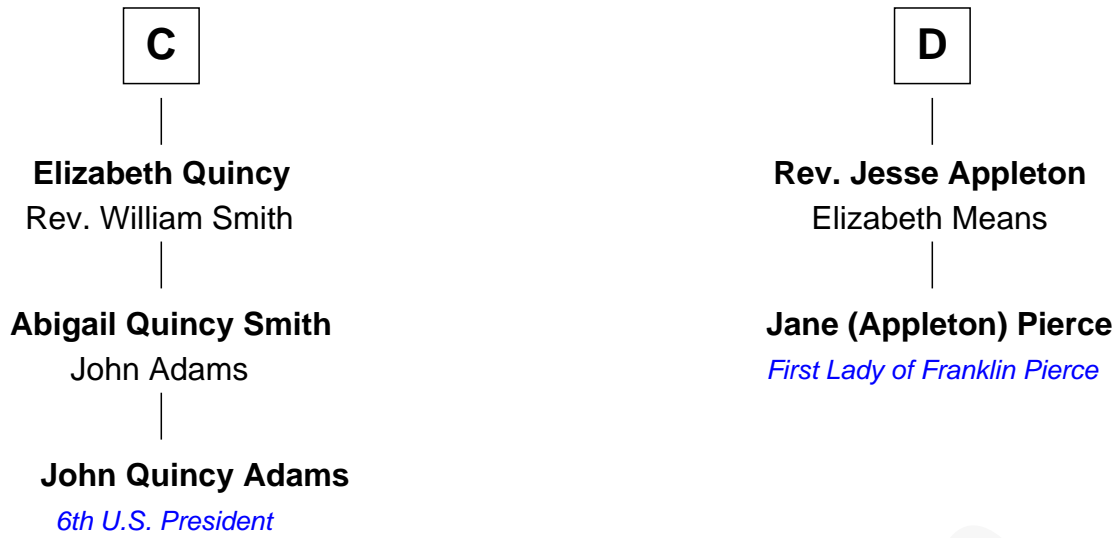 C
Elizabeth Quincy
Rev. William Smith
Abigail Quincy Smith
John Adams
John Quincy Adams
6th U.S. President
D
Rev. Jesse Appleton
Elizabeth Means
Jane (Appleton) Pierce
First Lady of Franklin Pierce